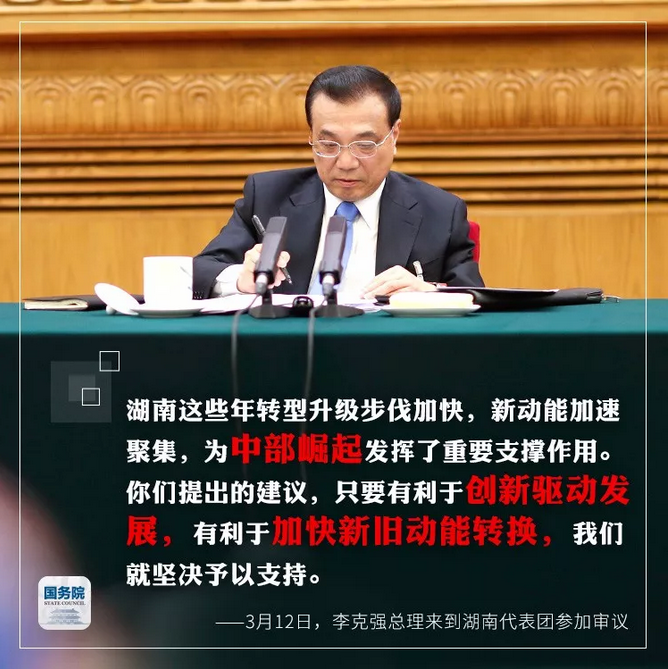 湖南这些年转型升级步伐加快，新动能加速
聚集，为中部崛起发挥了重要支撑作用。
你们提出的建议，只要有利于创新驱动发
展，有利于加快新旧动能转换，我们
就坚决予以支持。
国务院
STATE COUNCIL
——3月12日，李克强总理来到湖南代表团参加审议